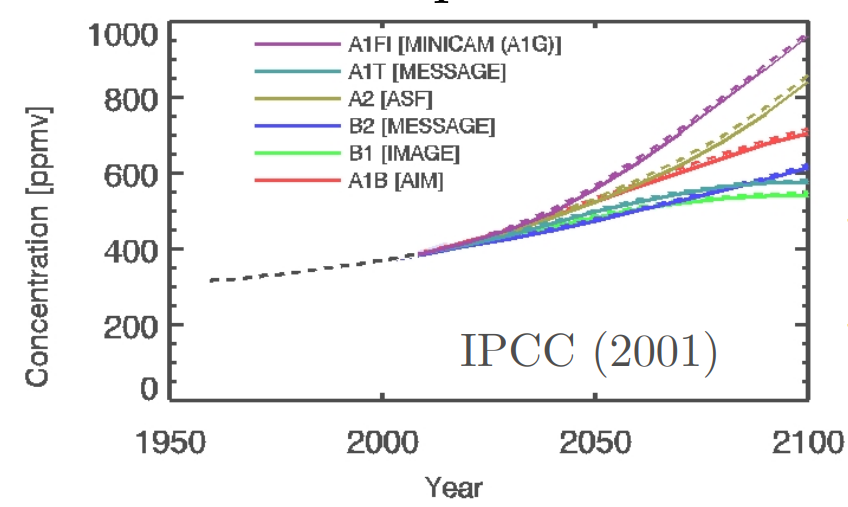 1000
800
600
400
200
0
Concentration [ppmv]
A1FI [MINICAM (A1G)]
A1T [MESSAGE]
A2 [ASF]
B2 [MESSAGE]
B1 [IMAGE]
A1B [AIM]
IPCC (2001)
1950 2000 2050 2100
Year